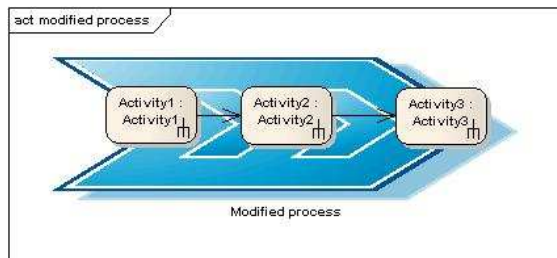 act modified process
Activity1 :
Activity1
Activity2 :
Activity2
Activity3 :
Activity3
Modified process